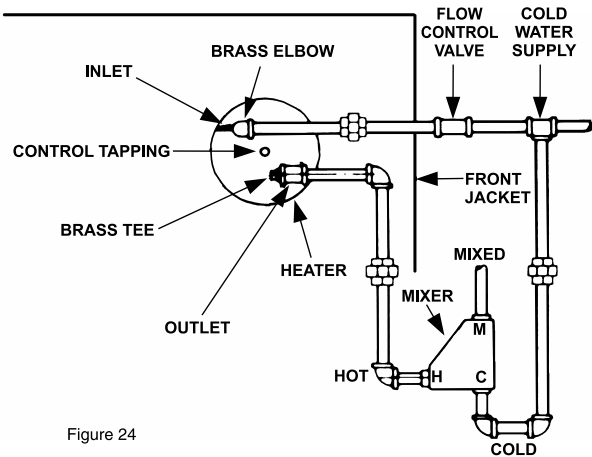 FLOW
CONTROL
VALVE
COLD
WATER
SUPPLY
BRASS ELBOW
INLET
CONTROL TAPPING
FRONT
JACKET
BRASS TEE
HEATER
MIXED
MIXER
OUTLET
M
HOT
H
C
COLD
Figure 24